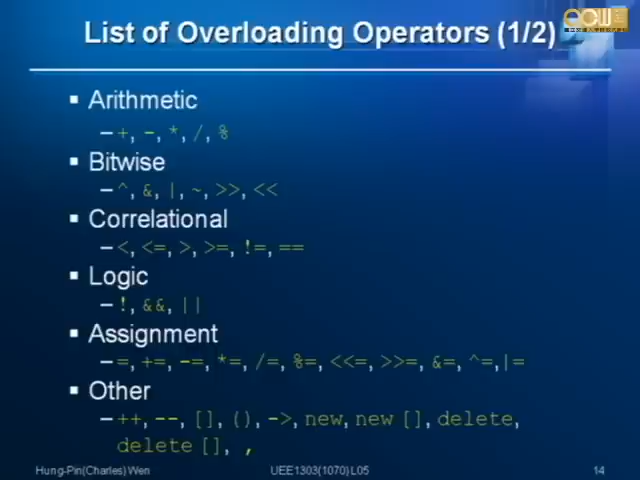 List of Overloading Operators (1/2)
OCW
▪ Arithmetic
– +, -, *, /, %
▪ Bitwise
– ^, &, |, ~, >>, <<
▪ Correlational
– <, <=, >, >=, !=, ==
▪ Logic
– !, &&, ||
▪ Assignment
– =, +=, -=, *=, /=, %=, <<=, >>=, &=, ^=,|=
▪ Other
– ++, --, [], (), ->, new, new [], delete,
delete [], ,
Hung-Pin(Charles) Wen UEE1303(1070) L05 14